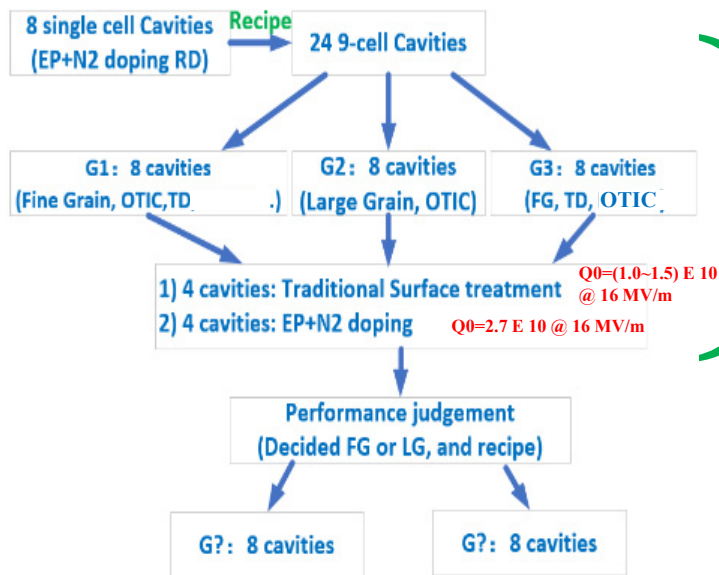 8 single cell Cavities
(EP+N2 doping RD)
Recipe
24 9-cell Cavities
G1: 8 cavities
(Fine Grain, OTIC,TD, .)
G2: 8 cavities
(Large Grain, OTIC)
G3: 8 cavities
(FG, TD, OTIC
1) 4 cavities: Traditional Surface treatment
Q0=(1.0~1.5) E 10
@ 16 MV/m
2) 4 cavities: EP+N2 doping
Q0=2.7 E 10 @ 16 MV/m
Performance judgement
(Decided FG or LG, and recipe)
G?: 8 cavities
G?: 8 cavities